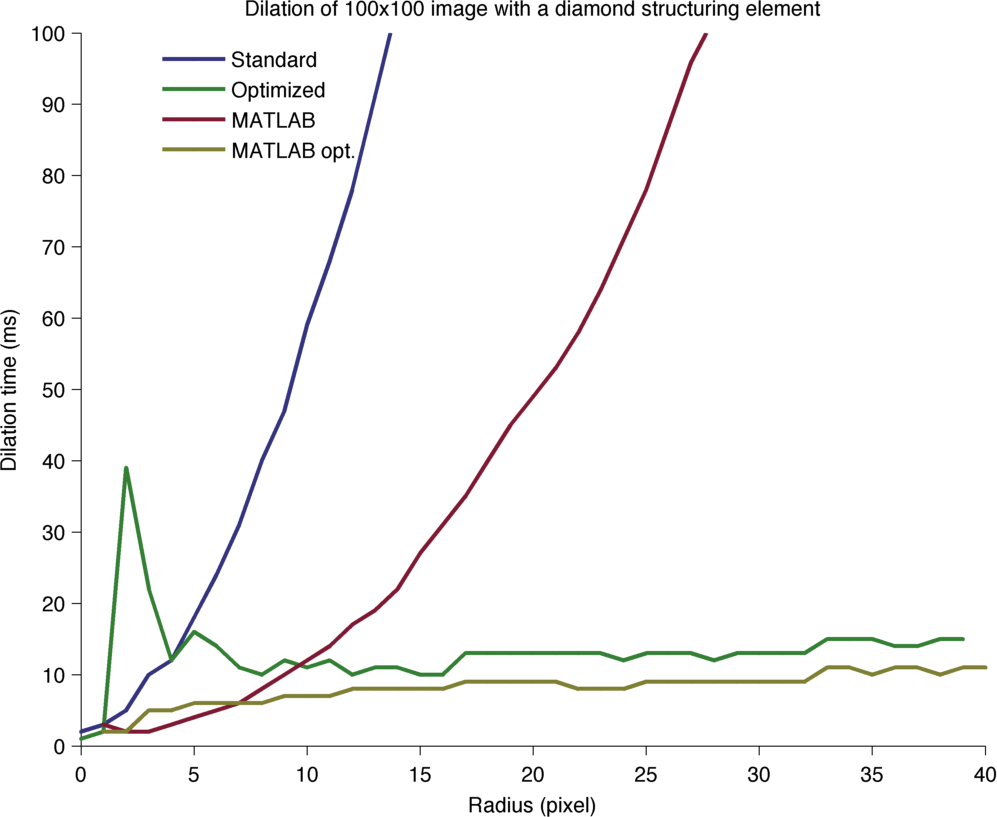 Dilation of 100x100 image with a diamond structuring element
100
90
80
70
60
50
40
30
20
10
0
Dilation time (ms)
Standard
Optimized
MATLAB
MATLAB opt.
0 5 10 15 20 25 30 35 40
Radius (pixel)